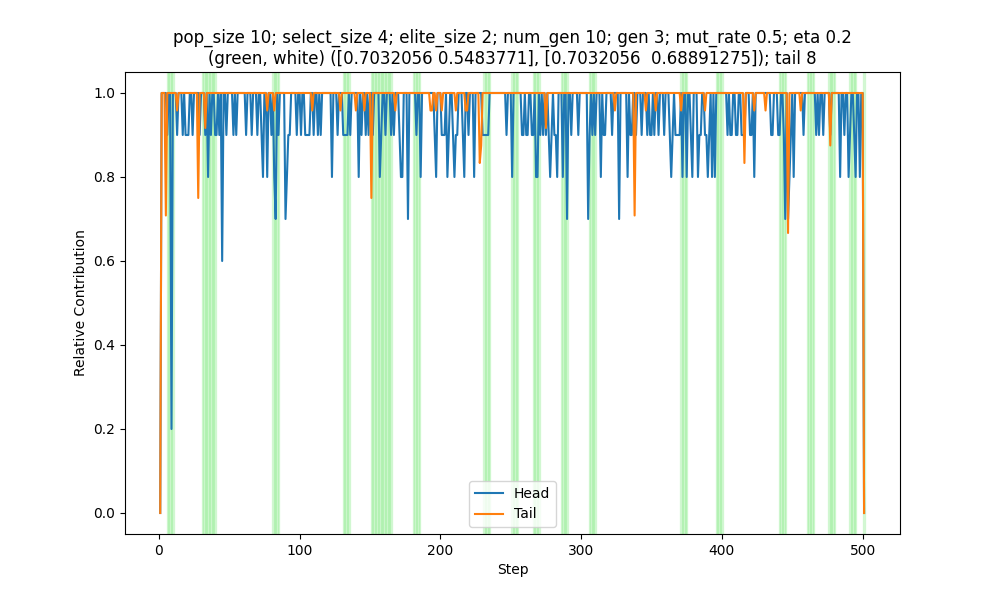 pop_size 10; select_size 4; elite_size 2; num_gen 10; gen 3; mut_rate 0.5; eta 0.2
(green, white) ([0.7032056 0.5483771], [0.7032056  0.68891275]); tail 8
1.0
0.8
0.6
0.4
0.2
0.0
Relative Contribution
Head
Tail
0
100
200
300
400
500
Step